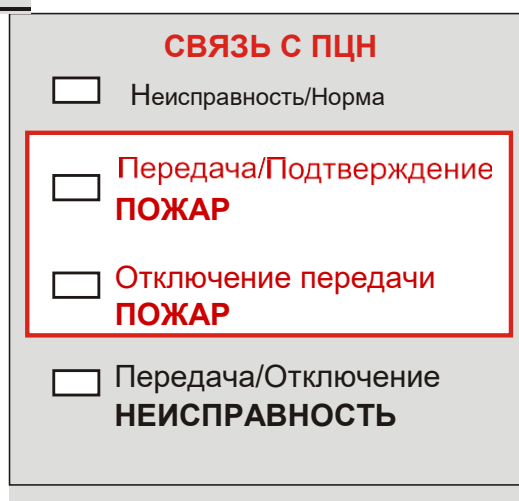 СВЯЗЬ С ПЦН
Неисправность/Норма
Передача/Подтверждение
ПОЖАР
Отключение передачи
ПОЖАР
Передача/Отключение
НЕИСПРАВНОСТЬ